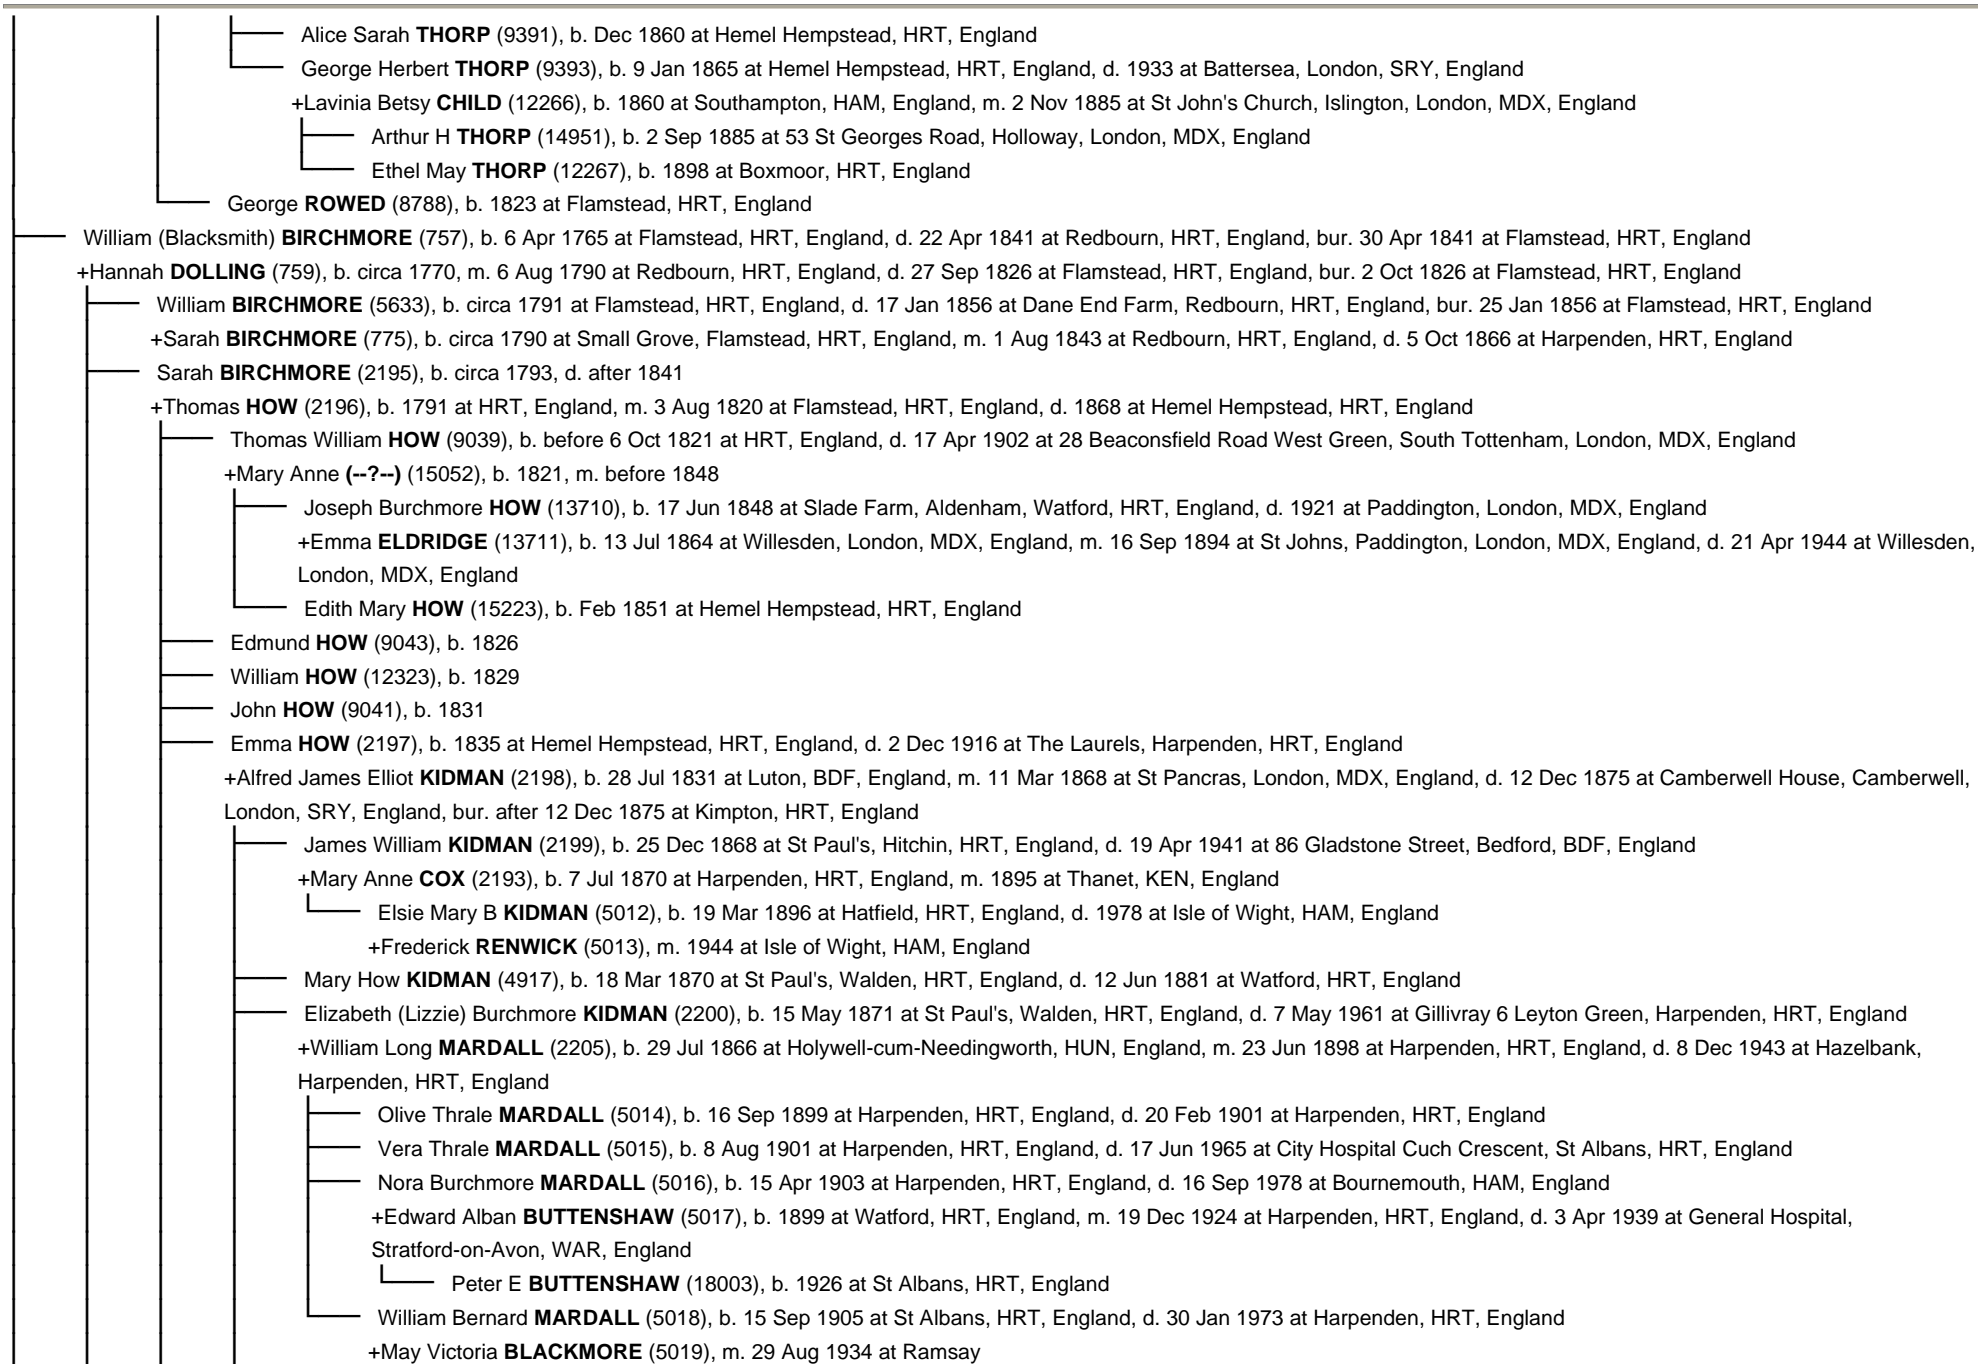 Alice Sarah THORP (9391), b. Dec 1860 at Hemel Hempstead, HRT, England
George Herbert THORP (9393), b. 9 Jan 1865 at Hemel Hempstead, HRT, England, d. 1933 at Battersea, London, SRY, England
+Lavinia Betsy CHILD (12266), b. 1860 at Southampton, HAM, England, m. 2 Nov 1885 at St John's Church, Islington, London, MDX, England
Arthur H THORP (14951), b. 2 Sep 1885 at 53 St Georges Road, Holloway, London, MDX, England
Ethel May THORP (12267), b. 1898 at Boxmoor, HRT, England
George ROWED (8788), b. 1823 at Flamstead, HRT, England
William (Blacksmith) BIRCHMORE (757), b. 6 Apr 1765 at Flamstead, HRT, England, d. 22 Apr 1841 at Redbourn, HRT, England, bur. 30 Apr 1841 at Flamstead, HRT, England
+Hannah DOLLING (759), b. circa 1770, m. 6 Aug 1790 at Redbourn, HRT, England, d. 27 Sep 1826 at Flamstead, HRT, England, bur. 2 Oct 1826 at Flamstead, HRT, England
William BIRCHMORE (5633), b. circa 1791 at Flamstead, HRT, England, d. 17 Jan 1856 at Dane End Farm, Redbourn, HRT, England, bur. 25 Jan 1856 at Flamstead, HRT, England
+Sarah BIRCHMORE (775), b. circa 1790 at Small Grove, Flamstead, HRT, England, m. 1 Aug 1843 at Redbourn, HRT, England, d. 5 Oct 1866 at Harpenden, HRT, England
Sarah BIRCHMORE (2195), b. circa 1793, d. after 1841
+Thomas HOW (2196), b. 1791 at HRT, England, m. 3 Aug 1820 at Flamstead, HRT, England, d. 1868 at Hemel Hempstead, HRT, England
Thomas William HOW (9039), b. before 6 Oct 1821 at HRT, England, d. 17 Apr 1902 at 28 Beaconsfield Road West Green, South Tottenham, London, MDX, England
+Mary Anne (--?--) (15052), b. 1821, m. before 1848
Joseph Burchmore HOW (13710), b. 17 Jun 1848 at Slade Farm, Aldenham, Watford, HRT, England, d. 1921 at Paddington, London, MDX, England
+Emma ELDRIDGE (13711), b. 13 Jul 1864 at Willesden, London, MDX, England, m. 16 Sep 1894 at St Johns, Paddington, London, MDX, England, d. 21 Apr 1944 at Willesden,
London, MDX, England
Edith Mary HOW (15223), b. Feb 1851 at Hemel Hempstead, HRT, England
Edmund HOW (9043), b. 1826
William HOW (12323), b. 1829
John HOW (9041), b. 1831
Emma HOW (2197), b. 1835 at Hemel Hempstead, HRT, England, d. 2 Dec 1916 at The Laurels, Harpenden, HRT, England
+Alfred James Elliot KIDMAN (2198), b. 28 Jul 1831 at Luton, BDF, England, m. 11 Mar 1868 at St Pancras, London, MDX, England, d. 12 Dec 1875 at Camberwell House, Camberwell,
London, SRY, England, bur. after 12 Dec 1875 at Kimpton, HRT, England
James William KIDMAN (2199), b. 25 Dec 1868 at St Paul's, Hitchin, HRT, England, d. 19 Apr 1941 at 86 Gladstone Street, Bedford, BDF, England
+Mary Anne COX (2193), b. 7 Jul 1870 at Harpenden, HRT, England, m. 1895 at Thanet, KEN, England
Elsie Mary B KIDMAN (5012), b. 19 Mar 1896 at Hatfield, HRT, England, d. 1978 at Isle of Wight, HAM, England
+Frederick RENWICK (5013), m. 1944 at Isle of Wight, HAM, England
Mary How KIDMAN (4917), b. 18 Mar 1870 at St Paul's, Walden, HRT, England, d. 12 Jun 1881 at Watford, HRT, England
Elizabeth (Lizzie) Burchmore KIDMAN (2200), b. 15 May 1871 at St Paul's, Walden, HRT, England, d. 7 May 1961 at Gillivray 6 Leyton Green, Harpenden, HRT, England
+William Long MARDALL (2205), b. 29 Jul 1866 at Holywell-cum-Needingworth, HUN, England, m. 23 Jun 1898 at Harpenden, HRT, England, d. 8 Dec 1943 at Hazelbank,
Harpenden, HRT, England
Olive Thrale MARDALL (5014), b. 16 Sep 1899 at Harpenden, HRT, England, d. 20 Feb 1901 at Harpenden, HRT, England
Vera Thrale MARDALL (5015), b. 8 Aug 1901 at Harpenden, HRT, England, d. 17 Jun 1965 at City Hospital Cuch Crescent, St Albans, HRT, England
Nora Burchmore MARDALL (5016), b. 15 Apr 1903 at Harpenden, HRT, England, d. 16 Sep 1978 at Bournemouth, HAM, England
+Edward Alban BUTTENSHAW (5017), b. 1899 at Watford, HRT, England, m. 19 Dec 1924 at Harpenden, HRT, England, d. 3 Apr 1939 at General Hospital,
Stratford-on-Avon, WAR, England
Peter E BUTTENSHAW (18003), b. 1926 at St Albans, HRT, England
William Bernard MARDALL (5018), b. 15 Sep 1905 at St Albans, HRT, England, d. 30 Jan 1973 at Harpenden, HRT, England
+May Victoria BLACKMORE (5019), m. 29 Aug 1934 at Ramsay